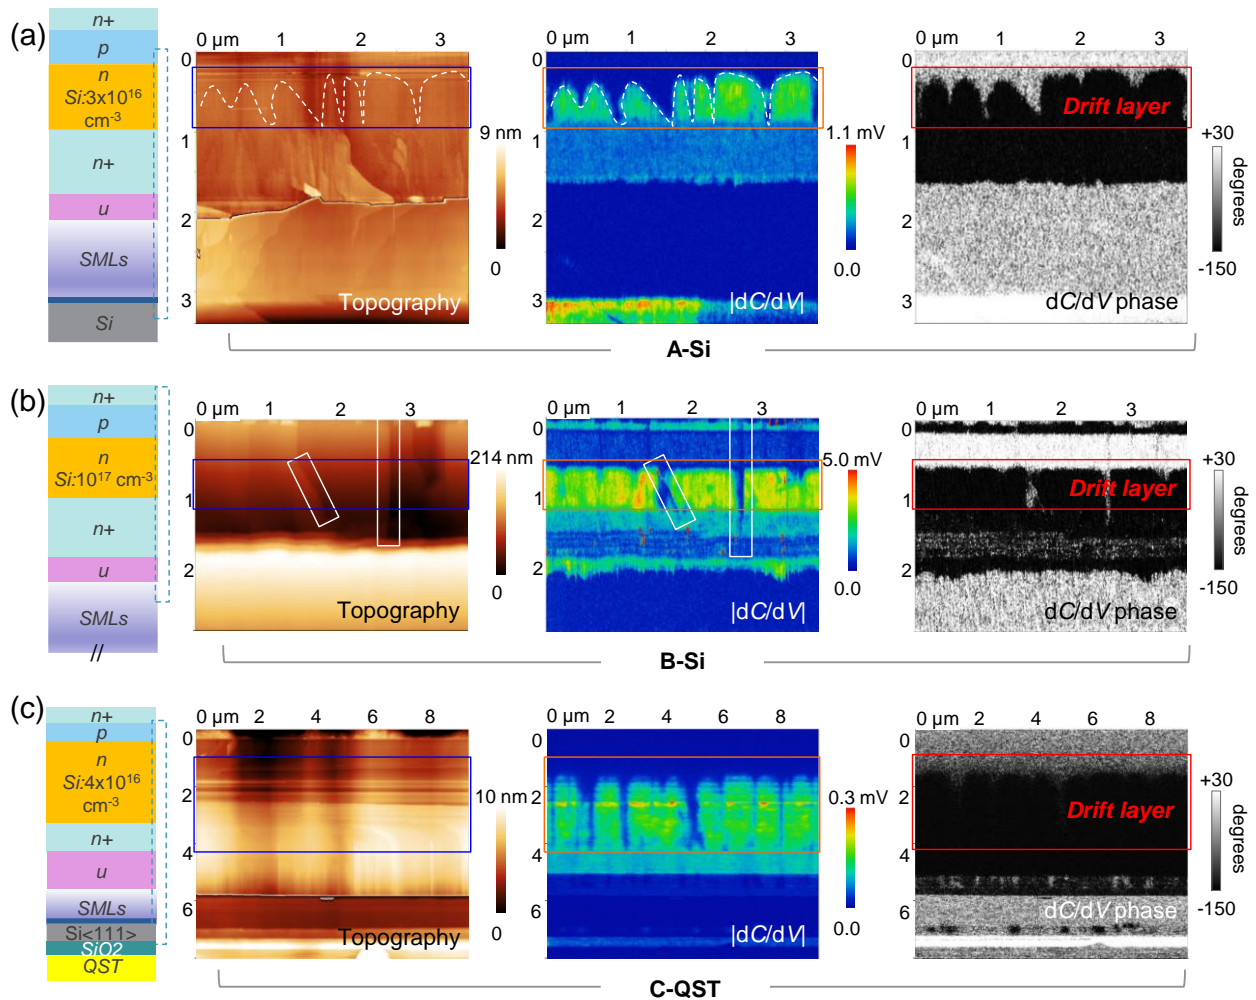 (a)
n+
p
n
Si:3x10¹⁶
cm⁻³
n+
u
SMLs
Si
0 µm 1 2 3
0
1
2
3
9 nm
0
Topography
0 µm 1 2 3
0
1
2
3
1.1 mV
0.0
|dC/dV|
0 µm 1 2 3
0
1
2
3
Drift layer
+30
degrees
-150
dC/dV phase
A-Si
(b)
n+
p
n
Si:10¹⁷ cm⁻³
n+
u
SMLs
//
0 µm 1 2 3
0
1
2
214 nm
0
Topography
0 µm 1 2 3
0
1
2
5.0 mV
0.0
|dC/dV|
0 µm 1 2 3
0
1
2
Drift layer
+30
degrees
-150
dC/dV phase
B-Si
(c)
n+
p
n
Si:4x10¹⁶
cm⁻³
n+
u
SMLs
Si<111>
SiO2
QST
0 µm 2 4 6 8
0
2
4
6
10 nm
0
Topography
0 µm 2 4 6 8
0
2
4
6
0.3 mV
0.0
|dC/dV|
0 µm 2 4 6 8
0
2
4
6
Drift layer
+30
degrees
-150
dC/dV phase
C-QST